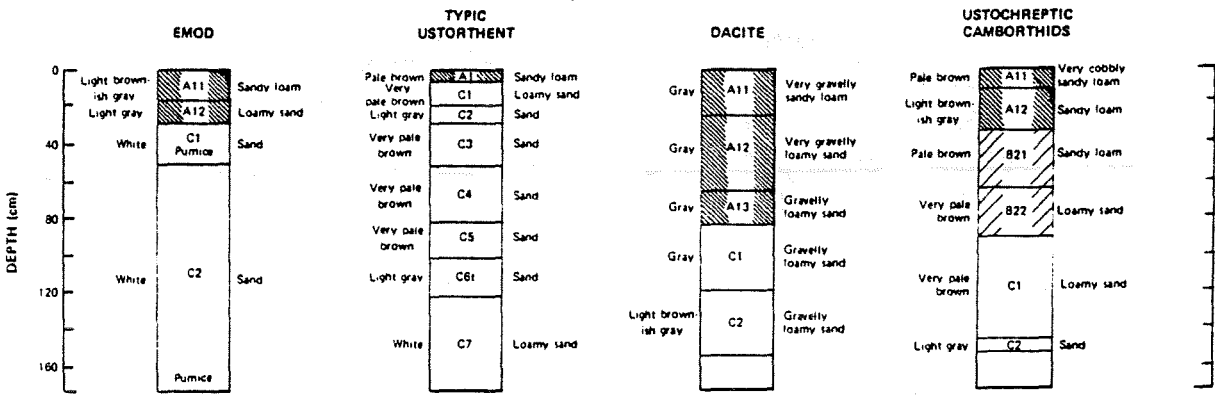 EMOD
TYPIC
USTORTHENT
DACITE
USTOCHREPTIC
CAMBORTHIDS
DEPTH (cm)
0
40
80
120
160
Light brown-
ish gray
A11
Sandy loam
Light gray
A12
Loamy sand
White
C1
Pumice
Sand
White
C2
Sand
Pumice
Pale brown
A1
Sandy loam
Very
pale brown
C1
Loamy sand
Light gray
C2
Sand
Very pale
brown
C3
Sand
Very pale
brown
C4
Sand
Very pale
brown
C5
Sand
Light gray
C6t
Sand
White
C7
Loamy sand
Gray
A11
Very gravelly
sandy loam
Gray
A12
Very gravelly
loamy sand
Gray
A13
Gravelly
loamy sand
Gray
C1
Gravelly
loamy sand
Light brown-
ish gray
C2
Gravelly
loamy sand
Pale brown
A11
Very cobbly
sandy loam
Light brown-
ish gray
A12
Sandy loam
Pale brown
B21
Sandy loam
Very pale
brown
B22
Loamy sand
Very pale
brown
C1
Loamy sand
Light gray
C2
Sand